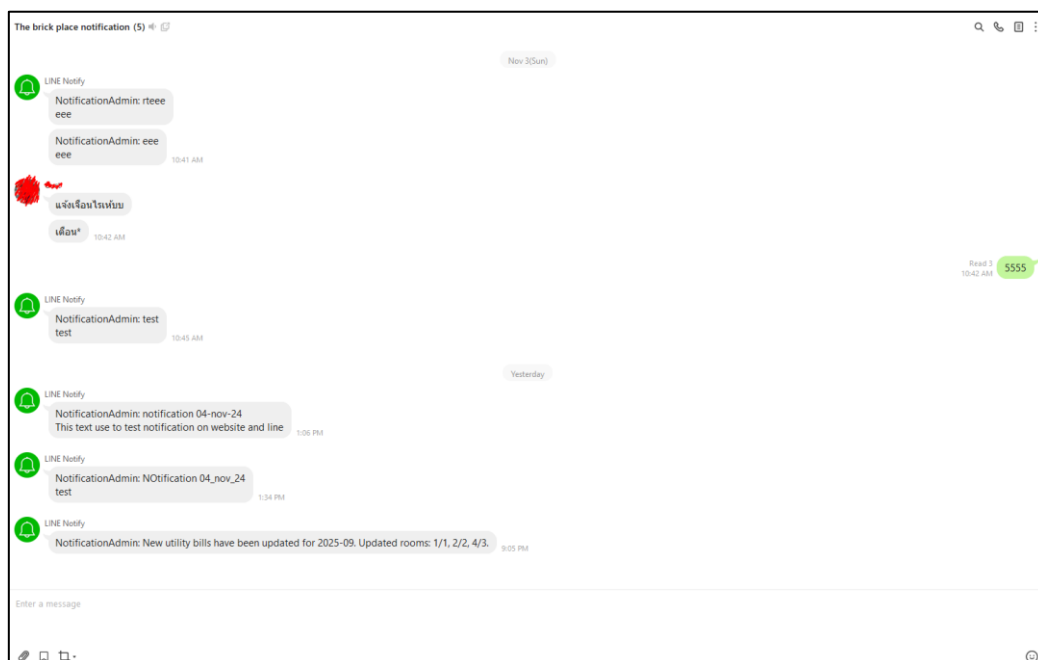 The brick place notification (5)
Nov 3(Sun)
LINE Notify
NotificationAdmin: rteee
eee
NotificationAdmin: eee
eee
10:41 AM
แจ้งเจือนไรเห้บบ
เตือน*
10:42 AM
Read 3
10:42 AM
5555
LINE Notify
NotificationAdmin: test
test
10:45 AM
Yesterday
LINE Notify
NotificationAdmin: notification 04-nov-24
This text use to test notification on website and line
1:06 PM
LINE Notify
NotificationAdmin: NOtification 04_nov_24
test
1:34 PM
LINE Notify
NotificationAdmin: New utility bills have been updated for 2025-09. Updated rooms: 1/1, 2/2, 4/3.
9:05 PM
Enter a message